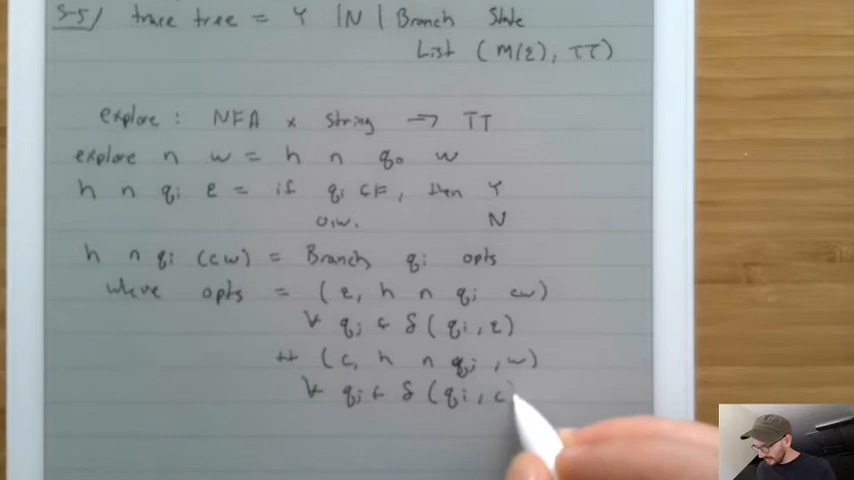 5-5/ trace tree = Y | N | Branch State
List (M(Σ), TT)
explore : NFA × string → TT
explore n w = h n q₀ w
h n qi ε = if qi ∈ F, then Y
o.w. N
h n qi (cw) = Branch qi opts
where opts = (ε, h n qj cw)
∀ qj ∈ δ(qi, ε)
++ (c, h n qj, w)
∀ qj ∈ δ(qi, c)